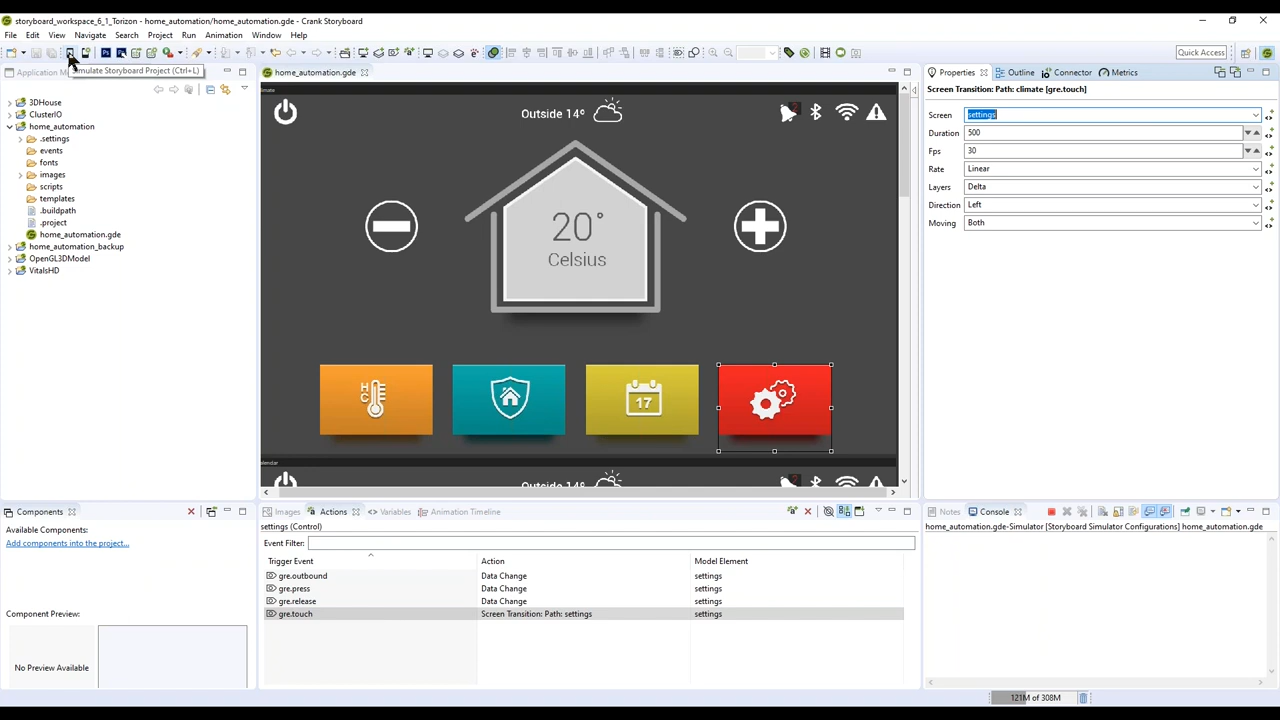 storyboard_workspace_6_1_Torizon - home_automation/home_automation.gde - Crank Storyboard
File Edit View Navigate Search Project Run Animation Window Help
Quick Access
Simulate Storyboard Project (Ctrl+L)
Application M
3DHouse
ClusterIO
home_automation
.settings
events
fonts
images
scripts
templates
.buildpath
.project
home_automation.gde
home_automation_backup
OpenGL3DModel
VitalsHD
home_automation.gde
Outside 14°
20°
Celsius
H
C
17
Outside 14°
Properties Outline Connector Metrics
Screen Transition: Path: climate [gre.touch]
Screen settings
Duration 500
Fps 30
Rate Linear
Layers Delta
Direction Left
Moving Both
Components
Available Components:
Add components into the project...
Component Preview:
No Preview Available
Images Actions Variables Animation Timeline
settings (Control)
Event Filter:
Trigger Event Action Model Element
gre.outbound Data Change settings
gre.press Data Change settings
gre.release Data Change settings
gre.touch Screen Transition: Path: settings settings
Notes Console
home_automation.gde-Simulator [Storyboard Simulator Configurations] home_automation.gde
121M of 308M